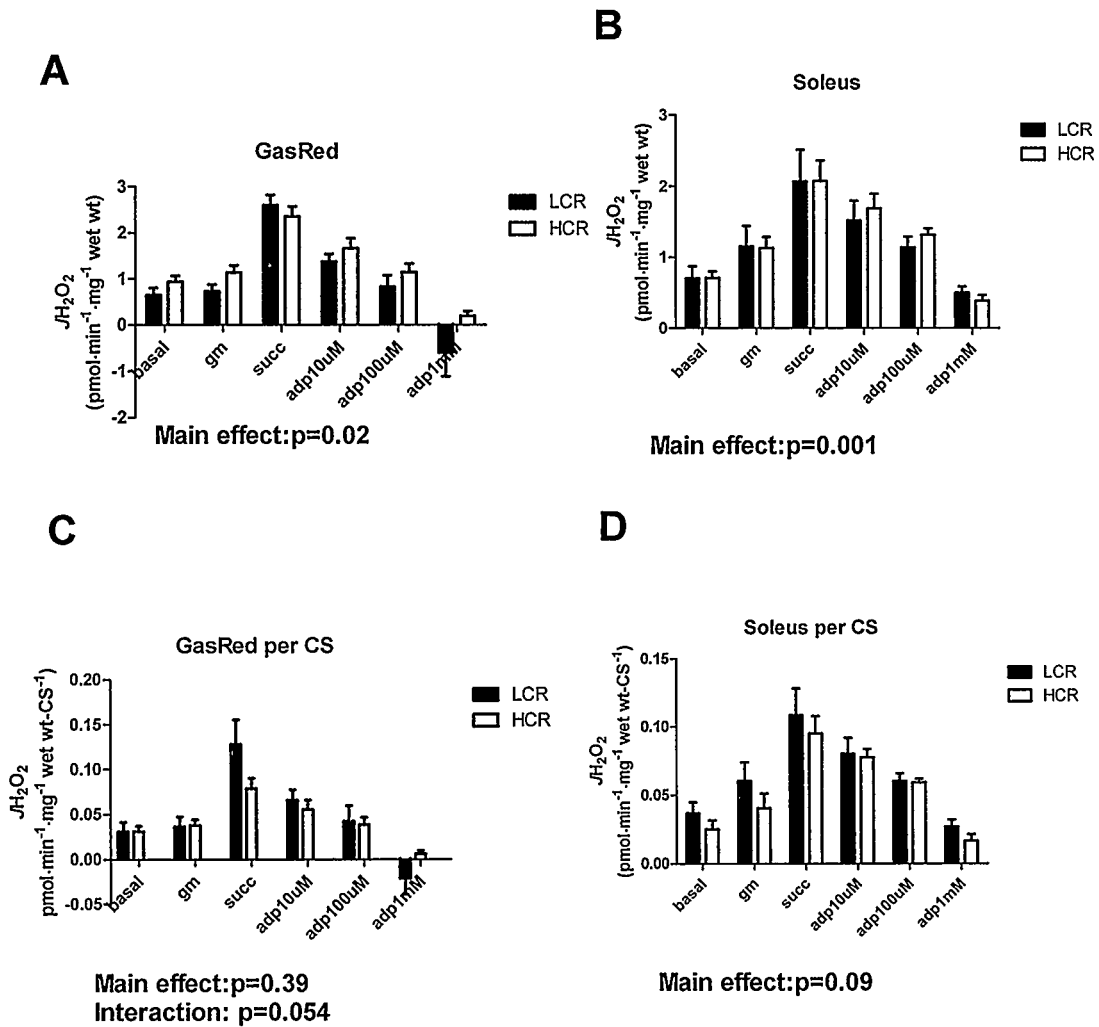 A
GasRed
JH2O2
(pmol·min-1·mg-1 wet wt)
3
2
1
0
-1
-2
basal
gm
succ
adp10uM
adp100uM
adp1mM
LCR
HCR
Main effect:p=0.02
B
Soleus
JH2O2
(pmol·min-1·mg-1 wet wt)
3
2
1
0
basal
gm
succ
adp10uM
adp100uM
adp1mM
LCR
HCR
Main effect:p=0.001
C
GasRed per CS
JH2O2
pmol·min-1·mg-1 wet wt-CS-1)
0.20
0.15
0.10
0.05
0.00
-0.05
basal
gm
succ
adp10uM
adp100uM
adp1mM
LCR
HCR
Main effect:p=0.39
Interaction: p=0.054
D
Soleus per CS
JH2O2
(pmol·min-1·mg-1 wet wt-CS-1)
0.15
0.10
0.05
0.00
basal
gm
succ
adp10uM
adp100uM
adp1mM
LCR
HCR
Main effect:p=0.09